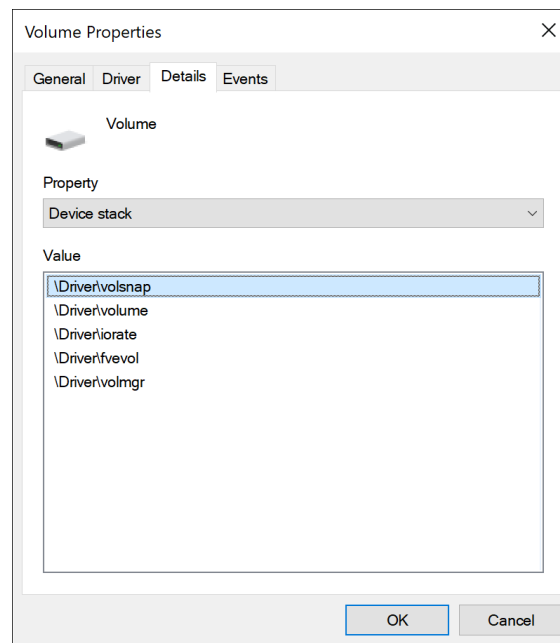 Volume Properties
General Driver Details Events
Volume
Property
Device stack
Value
\Driver\volsnap
\Driver\volume
\Driver\iorate
\Driver\fvevol
\Driver\volmgr
OK Cancel